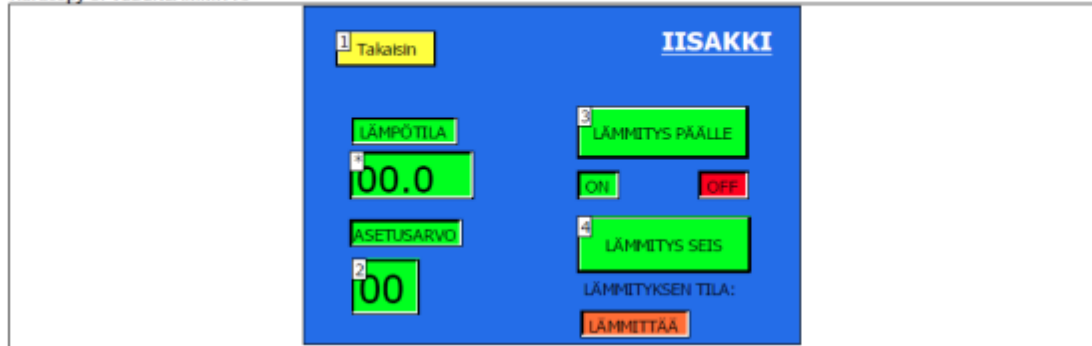 1 Takaisin
IISAKKI
LÄMPÖTILA
* 00.0
ASETUSARVO
2 00
3 LÄMMITYS PÄÄLLE
ON OFF
4 LÄMMITYS SEIS
LÄMMITYKSEN TILA:
LÄMMITTÄÄ